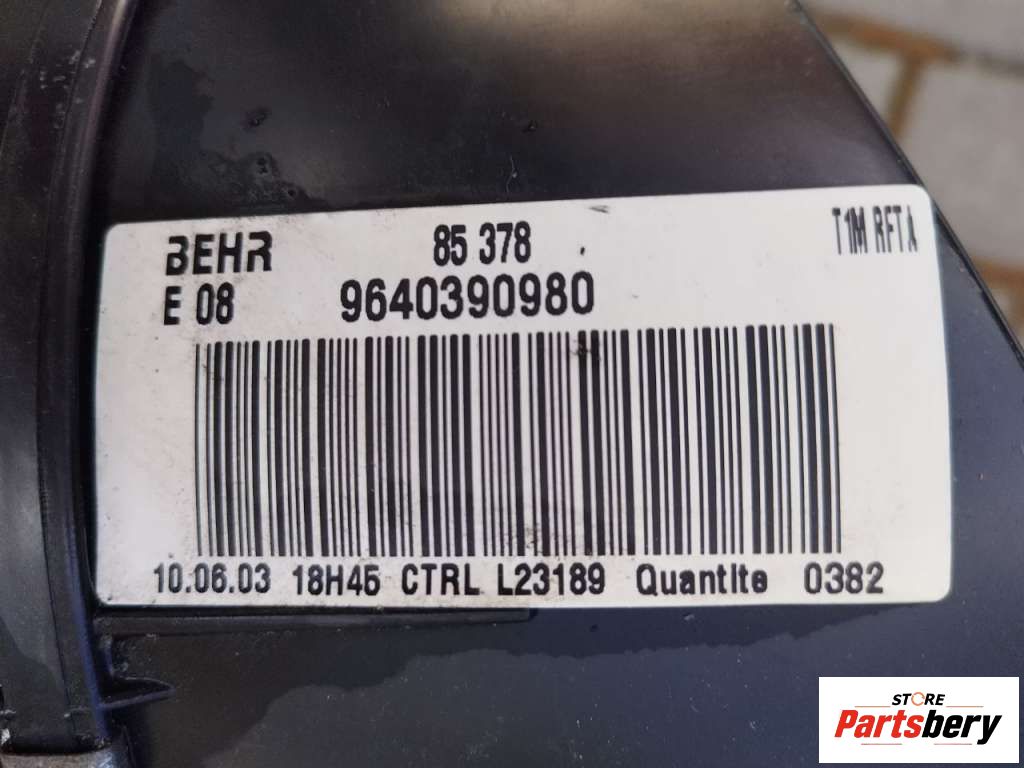 BEHR 85 378 T1M RFTA
E 08 9640390980
10.06.03 18H45 CTRL L23189 Quantite 0382
STORE
Partsbery